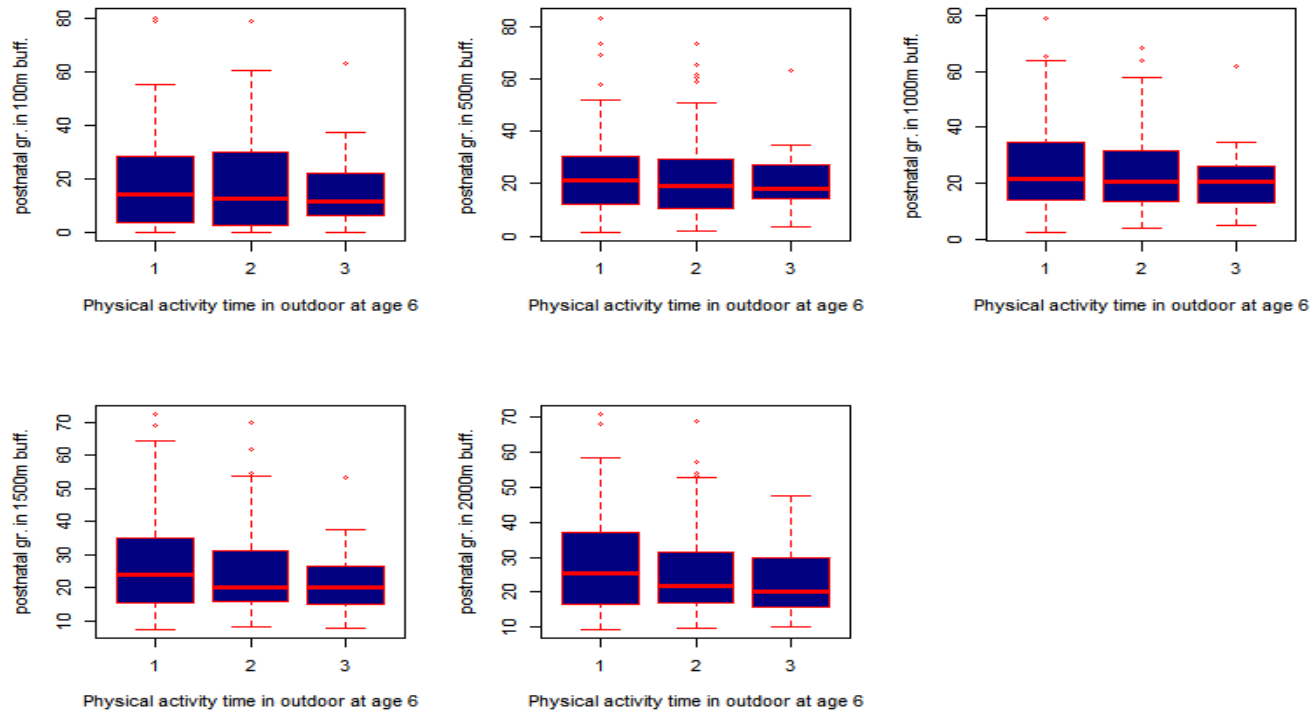 postnatal gr. in 100m buff.
80
60
40
20
0
1 2 3
Physical activity time in outdoor at age 6
postnatal gr. in 500m buff.
80
60
40
20
0
1 2 3
Physical activity time in outdoor at age 6
postnatal gr. in 1000m buff.
80
60
40
20
0
1 2 3
Physical activity time in outdoor at age 6
postnatal gr. in 1500m buff.
70
60
50
40
30
20
10
1 2 3
Physical activity time in outdoor at age 6
postnatal gr. in 2000m buff.
70
60
50
40
30
20
10
1 2 3
Physical activity time in outdoor at age 6